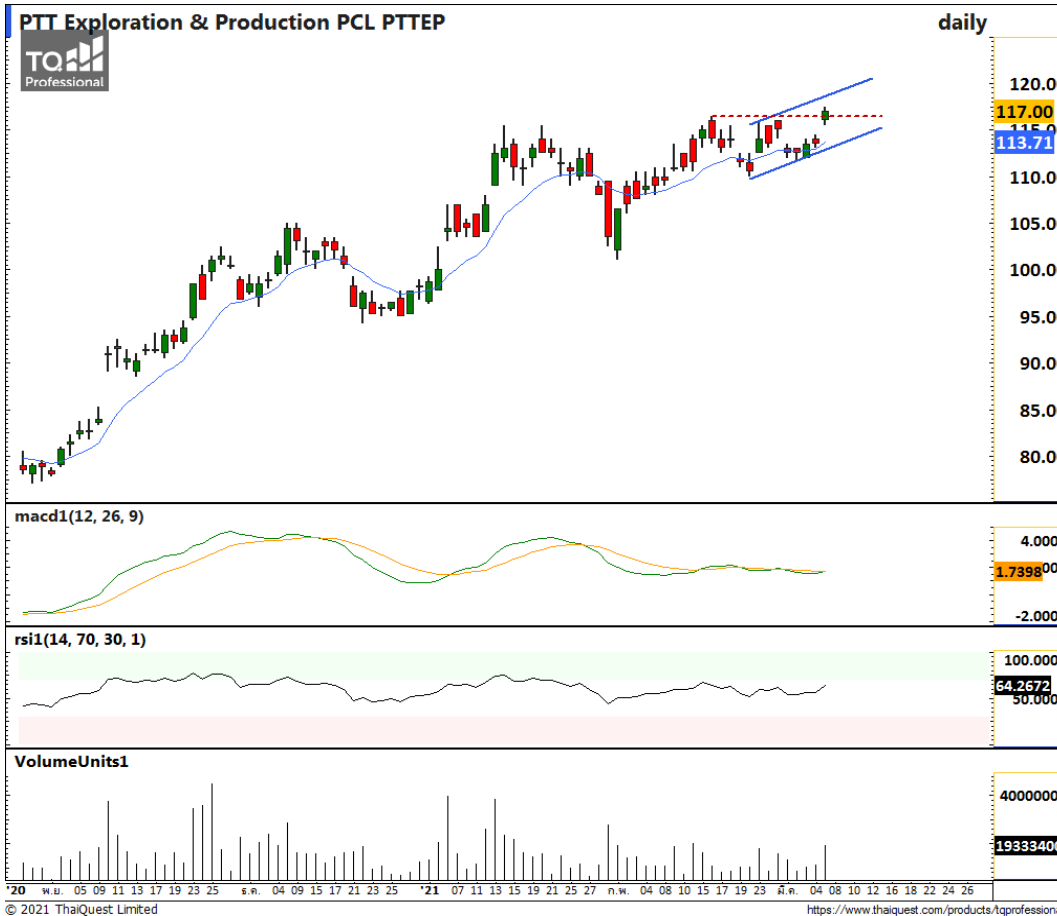 PTT Exploration & Production PCL PTTEP daily
TQ
Professional
120.0
117.00
115.0
113.71
110.0
105.0
100.0
95.0
90.0
85.0
80.0
macd1(12, 26, 9)
4.000
1.7398
-2.000
rsi1(14, 70, 30, 1)
100.000
64.2672
50.000
VolumeUnits1
4000000
1933340
'20 พ.ย. 05 09 11 13 17 19 23 25 ธ.ค. 04 09 15 17 21 23 25 '21 07 11 13 15 19 21 25 27 ก.พ. 04 08 10 15 17 19 23 มี.ค. 04 08 10 12 16 18 22 24 26
© 2021 ThaiQuest Limited https://www.thaiquest.com/products/tqprofessiona